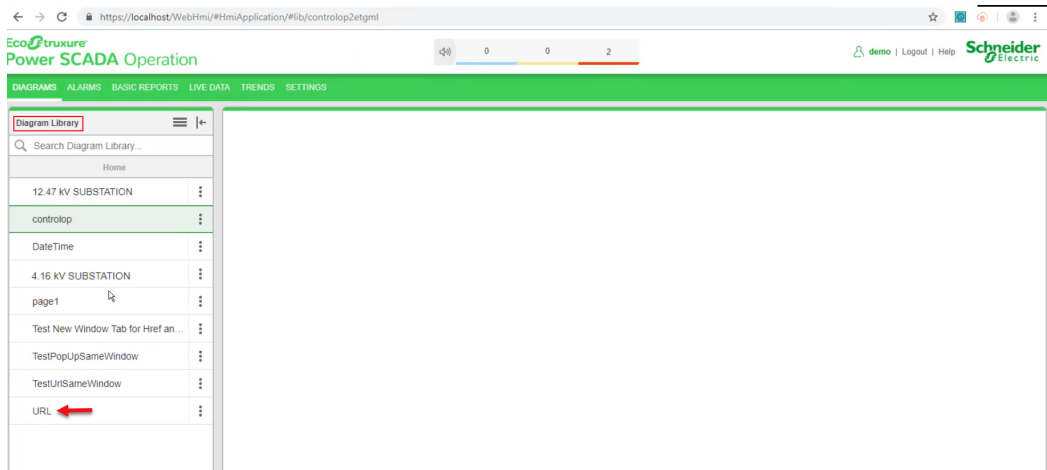 https://localhost/WebHmi/#HmiApplication/#lib/controlop2etgml
EcoStruxure
Power SCADA Operation
0 0 2
demo | Logout | Help
Schneider Electric
DIAGRAMS ALARMS BASIC REPORTS LIVE DATA TRENDS SETTINGS
Diagram Library
Search Diagram Library...
Home
12.47 kV SUBSTATION
controlop
DateTime
4.16 kV SUBSTATION
page1
Test New Window Tab for Href an...
TestPopUpSameWindow
TestUrlSameWindow
URL